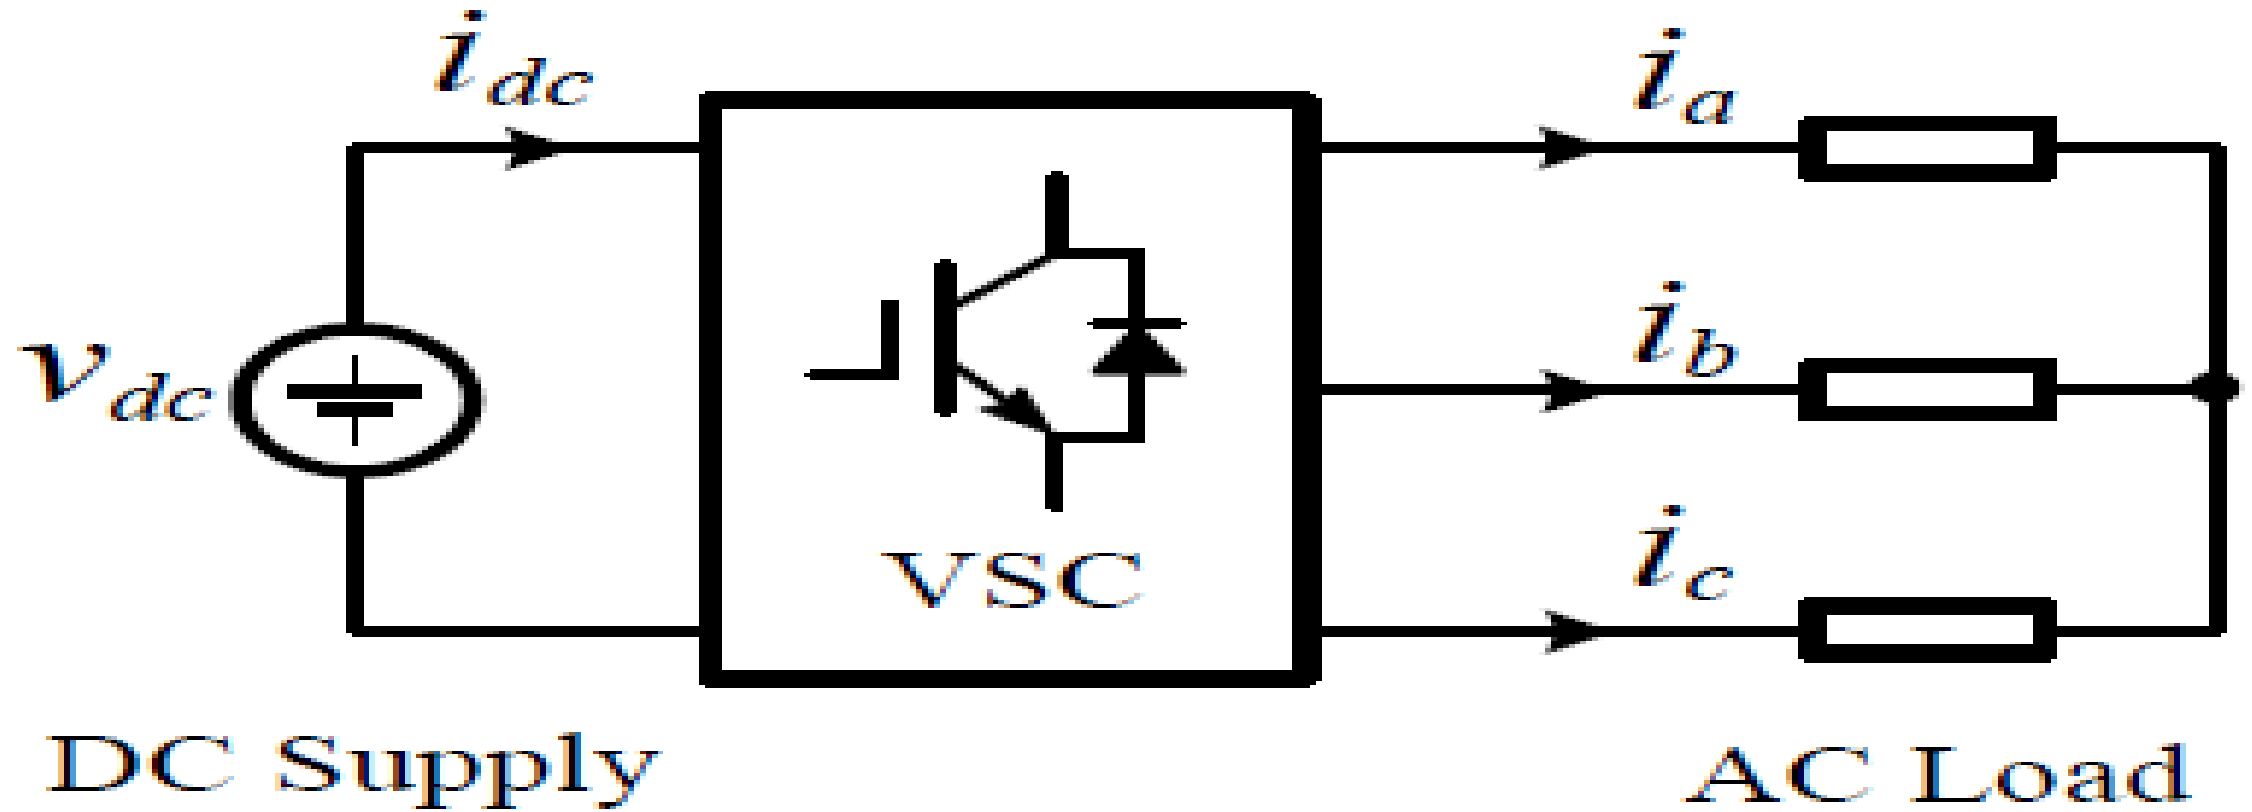 i_dc
i_a
v_dc
i_b
VSC
i_c
DC Supply
AC Load